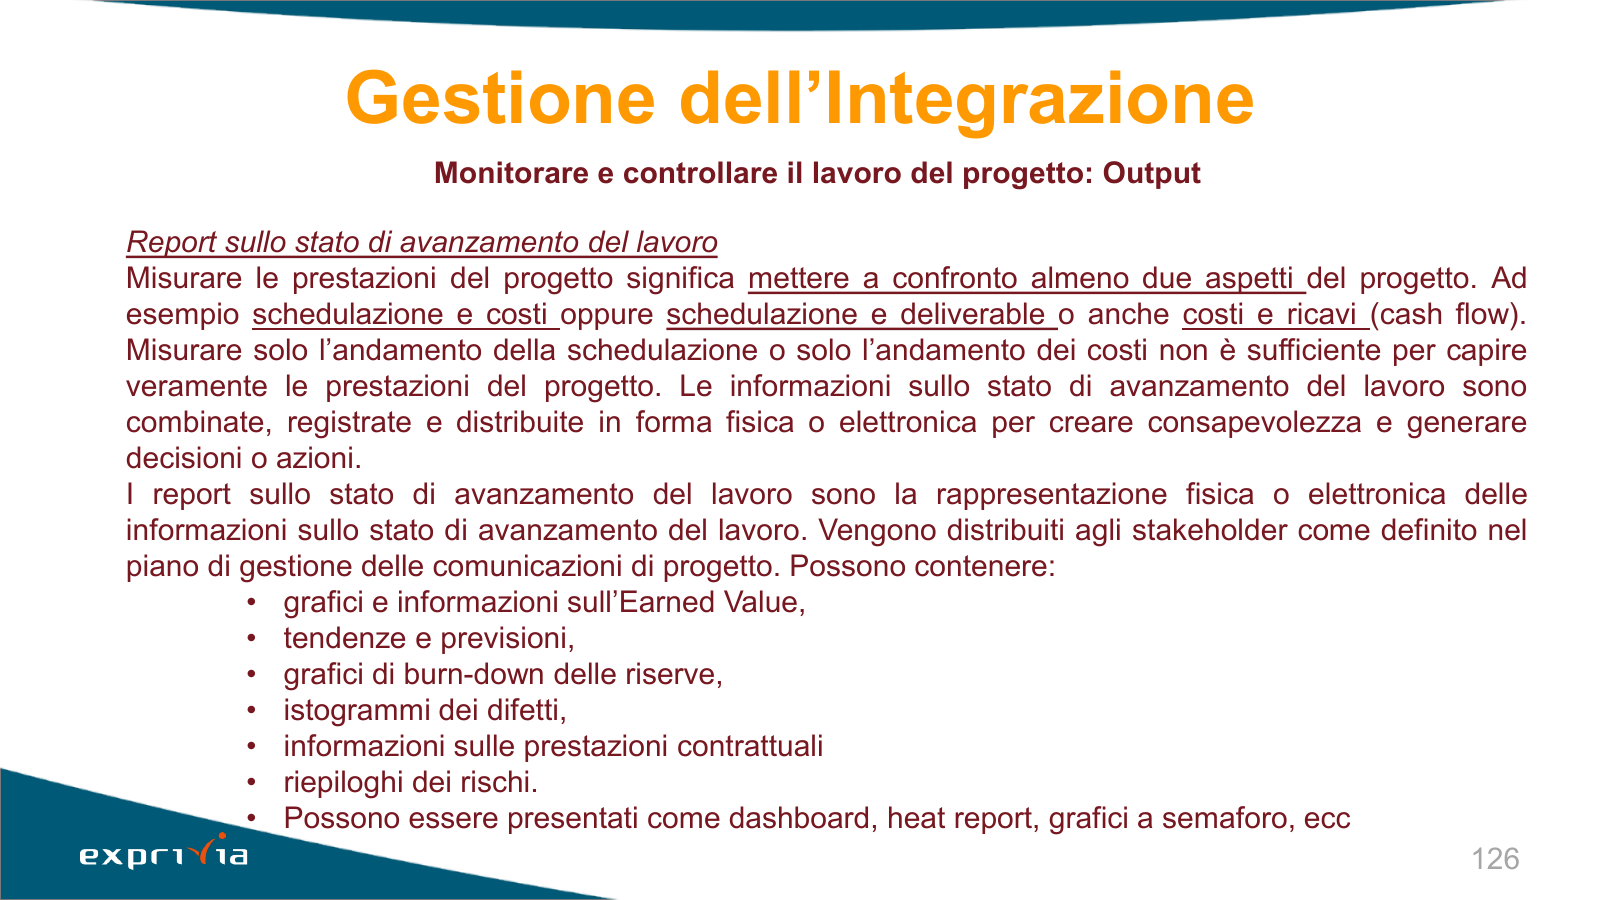 Gestione dell’Integrazione
Monitorare e controllare il lavoro del progetto: Output
Report sullo stato di avanzamento del lavoro
Misurare le prestazioni del progetto significa mettere a confronto almeno due aspetti del progetto. Ad
esempio schedulazione e costi oppure schedulazione e deliverable o anche costi e ricavi (cash flow).
Misurare solo l’andamento della schedulazione o solo l’andamento dei costi non è sufficiente per capire
veramente le prestazioni del progetto. Le informazioni sullo stato di avanzamento del lavoro sono
combinate, registrate e distribuite in forma fisica o elettronica per creare consapevolezza e generare
decisioni o azioni.
I report sullo stato di avanzamento del lavoro sono la rappresentazione fisica o elettronica delle
informazioni sullo stato di avanzamento del lavoro. Vengono distribuiti agli stakeholder come definito nel
piano di gestione delle comunicazioni di progetto. Possono contenere:
• grafici e informazioni sull’Earned Value,
• tendenze e previsioni,
• grafici di burn-down delle riserve,
• istogrammi dei difetti,
• informazioni sulle prestazioni contrattuali
• riepiloghi dei rischi.
• Possono essere presentati come dashboard, heat report, grafici a semaforo, ecc
exprivia
126